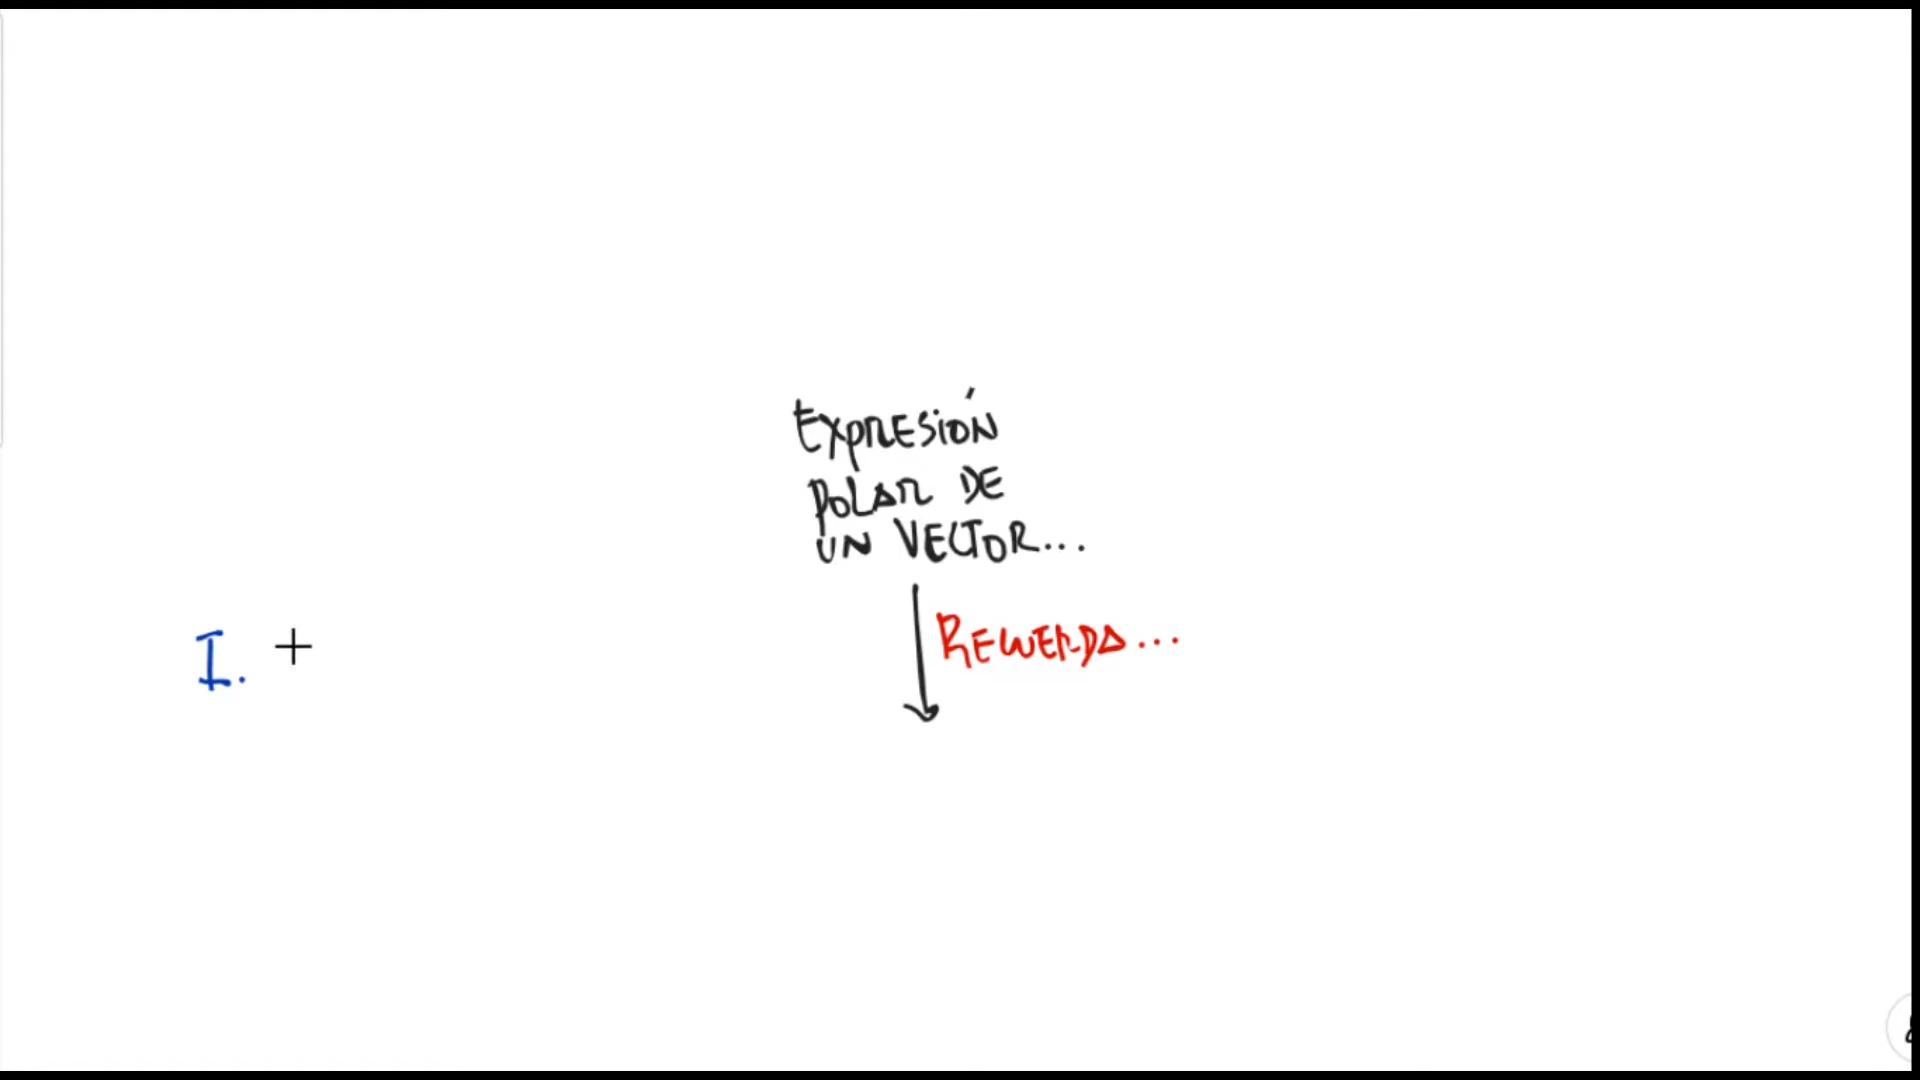 Expresión
polar de
un vector...
Recuerda...
I.